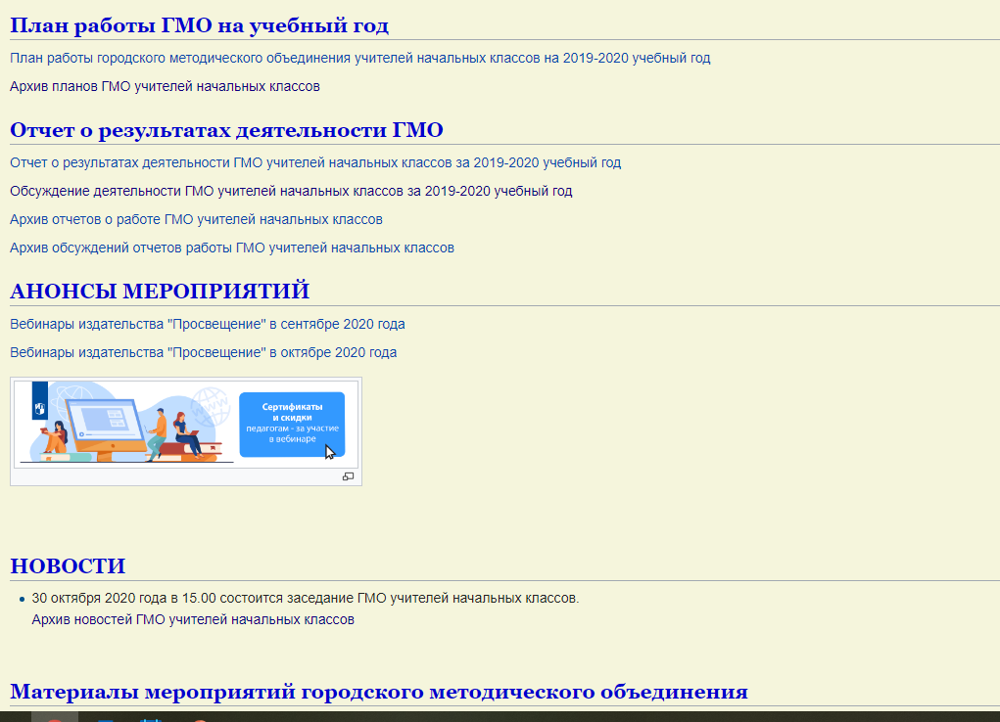 План работы ГМО на учебный год
План работы городского методического объединения учителей начальных классов на 2019-2020 учебный год
Архив планов ГМО учителей начальных классов
Отчет о результатах деятельности ГМО
Отчет о результатах деятельности ГМО учителей начальных классов за 2019-2020 учебный год
Обсуждение деятельности ГМО учителей начальных классов за 2019-2020 учебный год
Архив отчетов о работе ГМО учителей начальных классов
Архив обсуждений отчетов работы ГМО учителей начальных классов
АНОНСЫ МЕРОПРИЯТИЙ
Вебинары издательства "Просвещение" в сентябре 2020 года
Вебинары издательства "Просвещение" в октябре 2020 года
Сертификаты
и скидки
педагогам - за участие
в вебинаре
НОВОСТИ
30 октября 2020 года в 15.00 состоится заседание ГМО учителей начальных классов.
Архив новостей ГМО учителей начальных классов
Материалы мероприятий городского методического объединения